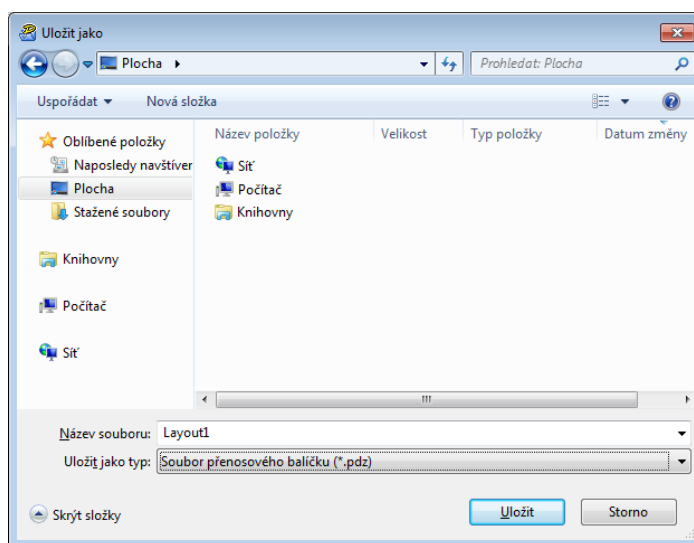 Uložit jako
Plocha
Prohledat: Plocha
Uspořádat
Nová složka
Oblíbené položky
Naposledy navštíver
Plocha
Stažené soubory
Knihovny
Počítač
Síť
Název položky Velikost Typ položky Datum změny
Síť
Počítač
Knihovny
Název souboru: Layout1
Uložit jako typ: Soubor přenosového balíčku (*.pdz)
Skrýt složky
Uložit
Storno